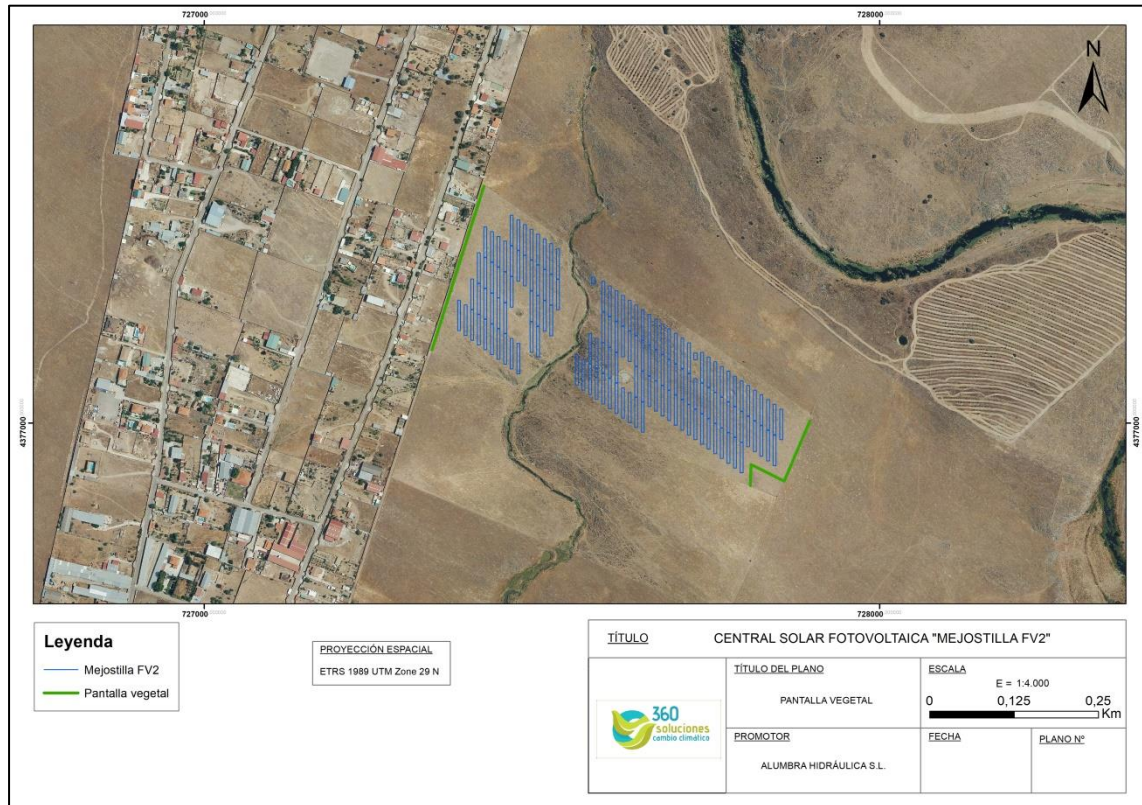 727000
728000
N
4377000
4377000
727000
728000
Leyenda
Mejostilla FV2
Pantalla vegetal
PROYECCIÓN ESPACIAL
ETRS 1989 UTM Zone 29 N
TÍTULO
CENTRAL SOLAR FOTOVOLTAICA "MEJOSTILLA FV2"
360
soluciones
cambio climático
TÍTULO DEL PLANO
PANTALLA VEGETAL
ESCALA
E = 1:4.000
0 0,125 0,25
Km
PROMOTOR
ALUMBRA HIDRÁULICA S.L.
FECHA
PLANO Nº